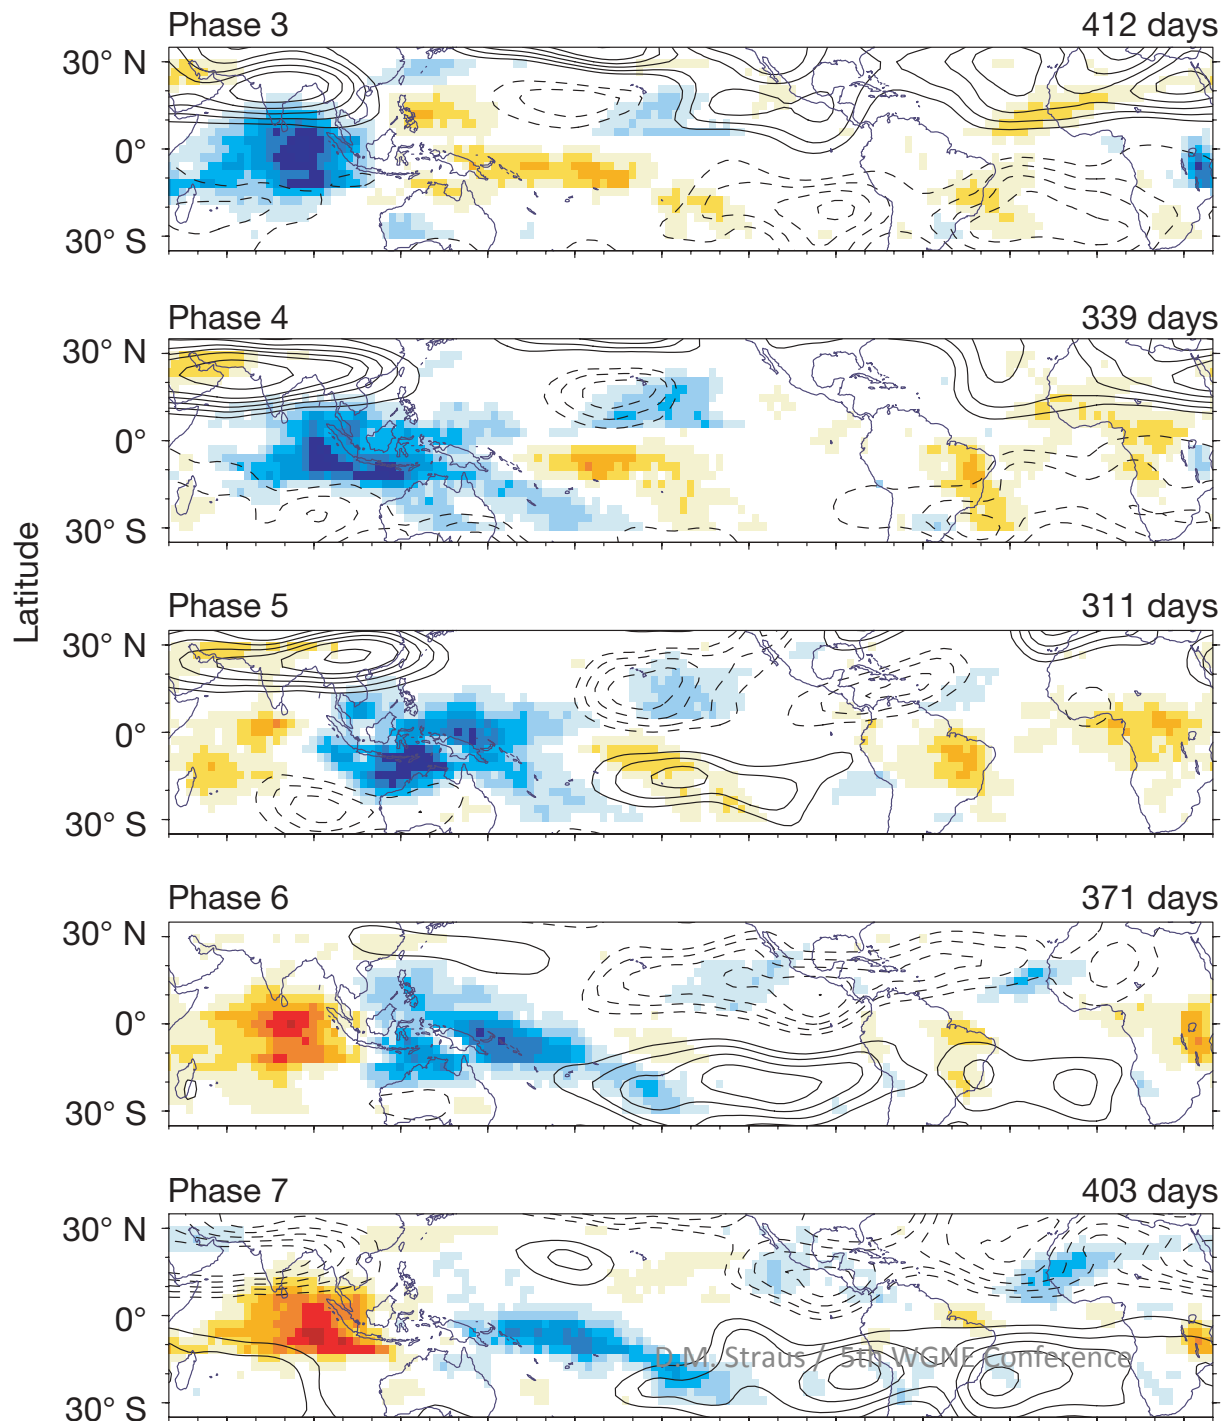 Phase 3 412 days
30° N
0°
30° S
Phase 4 339 days
30° N
0°
30° S
Latitude
Phase 5 311 days
30° N
0°
30° S
Phase 6 371 days
30° N
0°
30° S
Phase 7 403 days
30° N
0°
D.M. Straus / 5th WGNE Conference
30° S